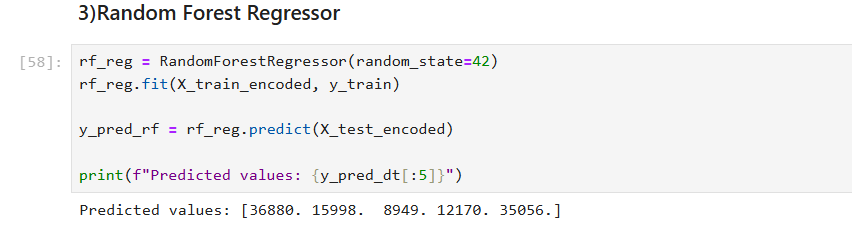 3)Random Forest Regressor
[58]: rf_reg = RandomForestRegressor(random_state=42)
rf_reg.fit(X_train_encoded, y_train)
y_pred_rf = rf_reg.predict(X_test_encoded)
print(f"Predicted values: {y_pred_dt[:5]}")
Predicted values: [36880. 15998.  8949. 12170. 35056.]